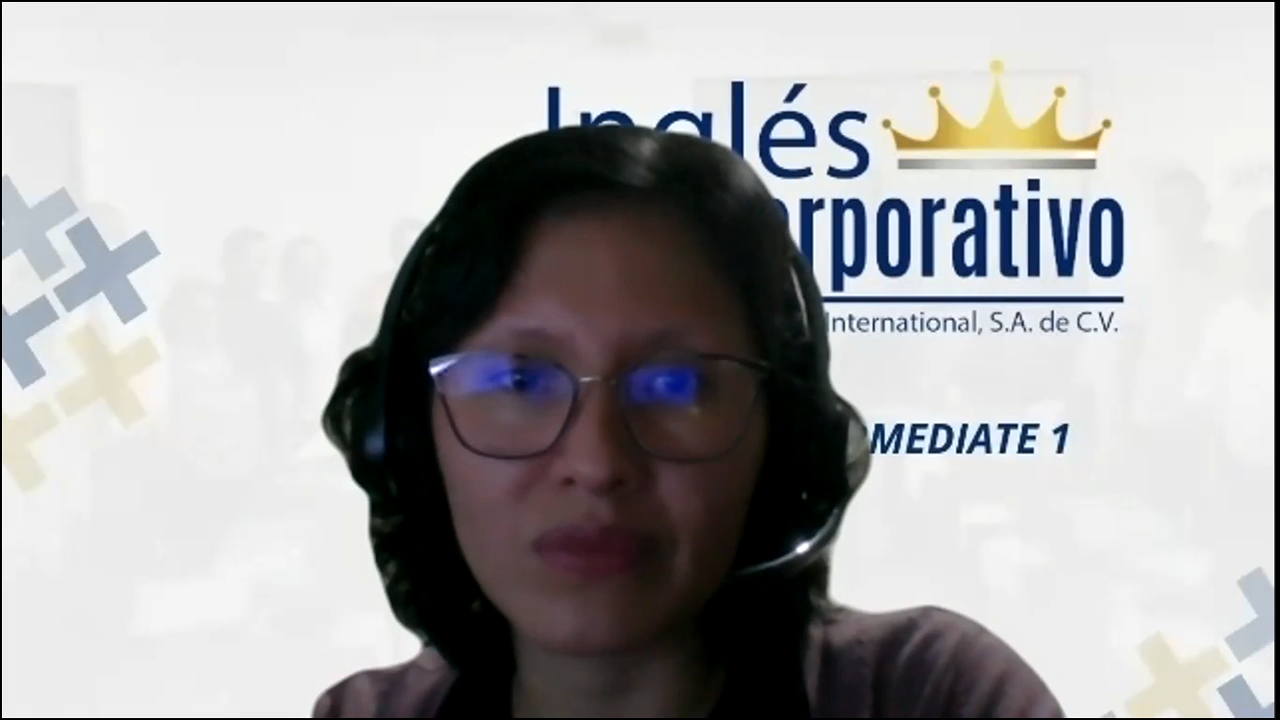 Inglés
rporativo
International, S.A. de C.V.
MEDIATE 1